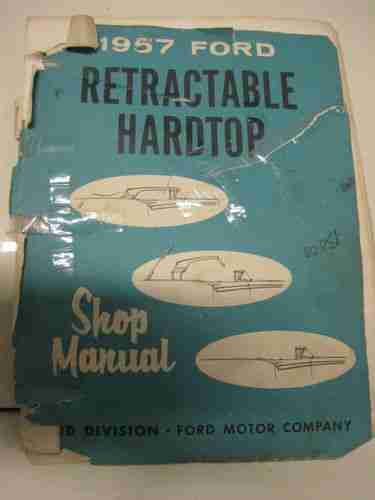 1957 FORD
RETRACTABLE
HARDTOP
Shop
Manual
DIVISION - FORD MOTOR COMPANY